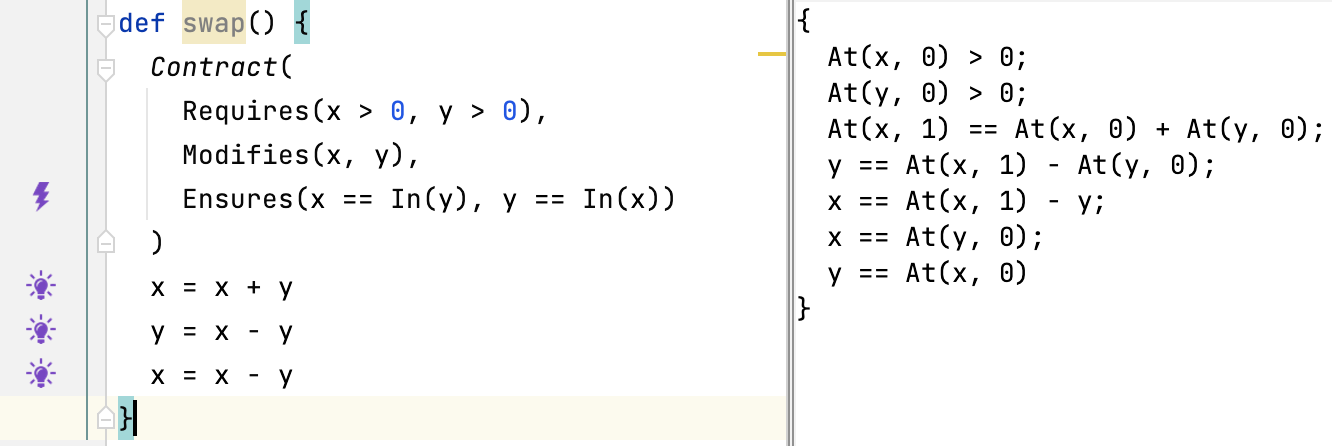 def swap() {
Contract(
Requires(x > 0, y > 0),
Modifies(x, y),
Ensures(x == In(y), y == In(x))
)
x = x + y
y = x - y
x = x - y
}
{
At(x, 0) > 0;
At(y, 0) > 0;
At(x, 1) == At(x, 0) + At(y, 0);
y == At(x, 1) - At(y, 0);
x == At(x, 1) - y;
x == At(y, 0);
y == At(x, 0)
}